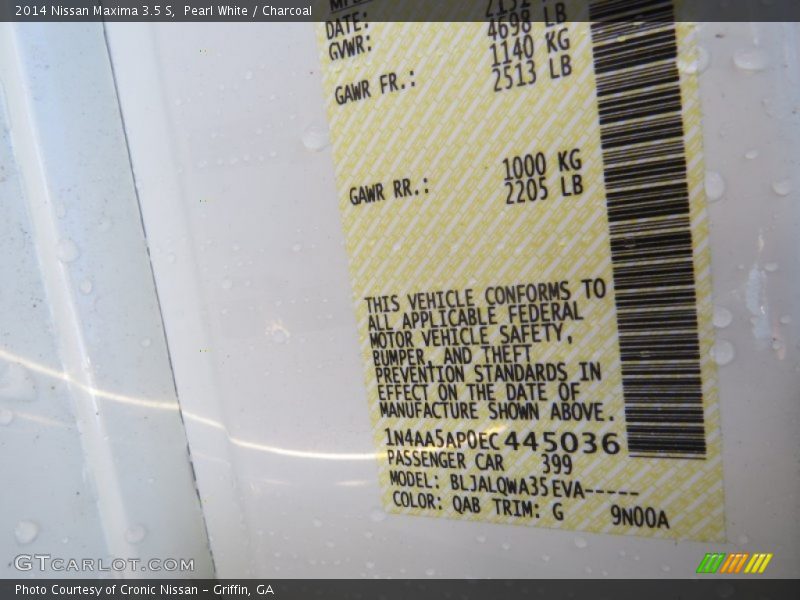 2014 Nissan Maxima 3.5 S, Pearl White / Charcoal
DATE:
GVWR: 4698 LB
1140 KG
GAWR FR.: 2513 LB
1000 KG
GAWR RR.: 2205 LB
THIS VEHICLE CONFORMS TO
ALL APPLICABLE FEDERAL
MOTOR VEHICLE SAFETY,
BUMPER, AND THEFT
PREVENTION STANDARDS IN
EFFECT ON THE DATE OF
MANUFACTURE SHOWN ABOVE.
1N4AA5AP0EC445036
PASSENGER CAR 399
MODEL: BLJALQWA35EVA-----
COLOR: QAB TRIM: G 9N00A
GTCARLOT.COM
Photo Courtesy of Cronic Nissan – Griffin, GA